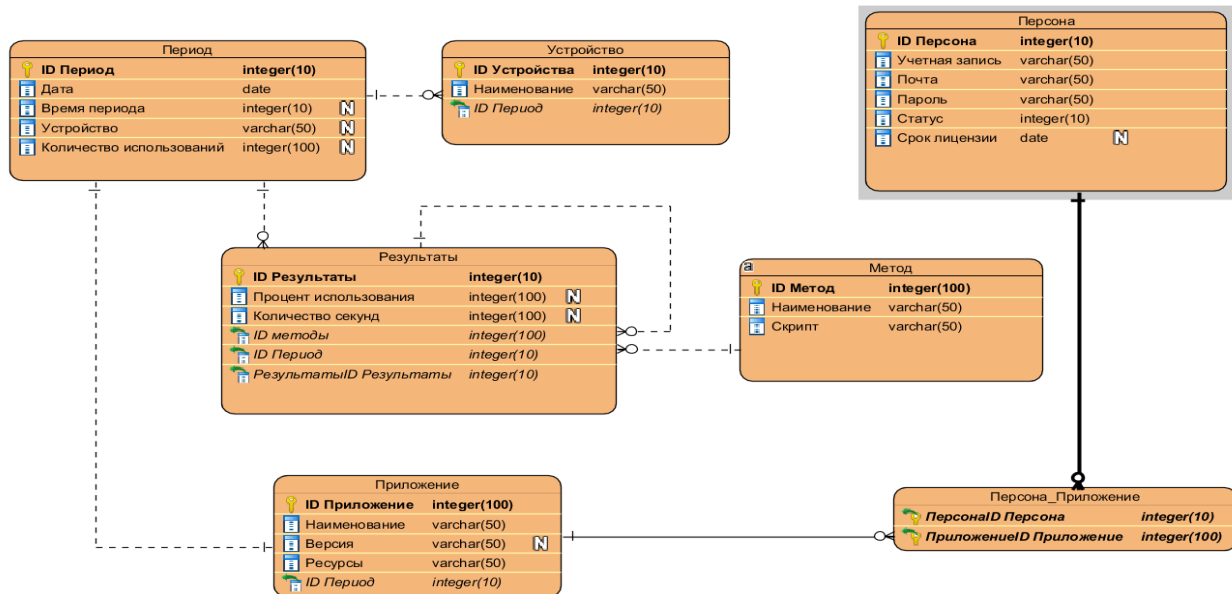 Период
ID Период integer(10)
Дата date
Время периода integer(10) N
Устройство varchar(50) N
Количество использований integer(100) N
Устройство
ID Устройства integer(10)
Наименование varchar(50)
ID Период integer(10)
Персона
ID Персона integer(10)
Учетная запись varchar(50)
Почта varchar(50)
Пароль varchar(50)
Статус integer(10)
Срок лицензии date N
Результаты
ID Результаты integer(10)
Процент использования integer(100) N
Количество секунд integer(100) N
ID методы integer(100)
ID Период integer(10)
РезультатыID Результаты integer(10)
a Метод
ID Метод integer(100)
Наименование varchar(50)
Скрипт varchar(50)
Приложение
ID Приложение integer(100)
Наименование varchar(50)
Версия varchar(50) N
Ресурсы varchar(50)
ID Период integer(10)
Персона_Приложение
ПерсонаID Персона integer(10)
ПриложениеID Приложение integer(100)